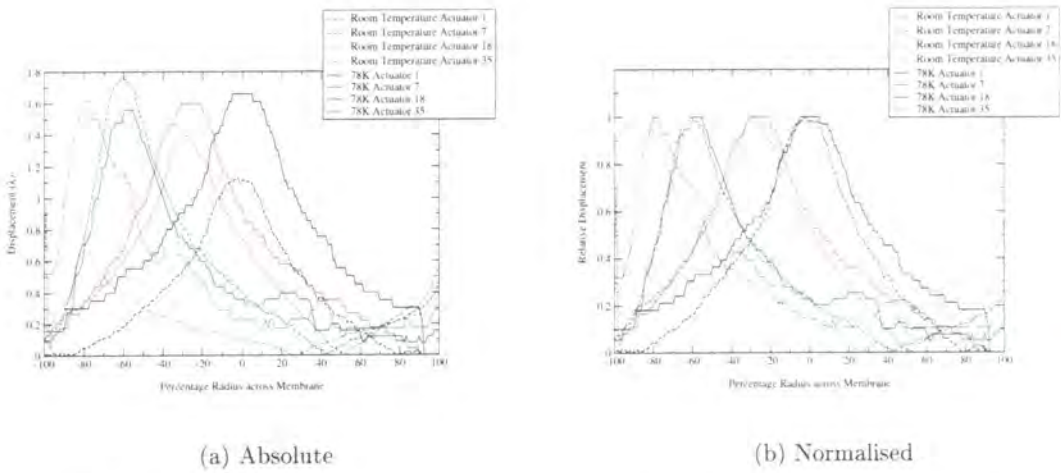 Room Temperature Actuator 1
Room Temperature Actuator 7
Room Temperature Actuator 18
Room Temperature Actuator 35
78K Actuator 1
78K Actuator 7
78K Actuator 18
78K Actuator 35
1.8
1.6
1.4
1.2
1
0.8
0.6
0.4
0.2
0
Displacement (λ)
-100 -80 -60 -40 -20 0 20 40 60 80 100
Percentage Radius across Membrane
(a) Absolute
Room Temperature Actuator 1
Room Temperature Actuator 7
Room Temperature Actuator 18
Room Temperature Actuator 35
78K Actuator 1
78K Actuator 7
78K Actuator 18
78K Actuator 35
1
0.8
0.6
0.4
0.2
0
Relative Displacement
-100 -80 -60 -40 -20 0 20 40 60 80 100
Percentage Radius across Membrane
(b) Normalised